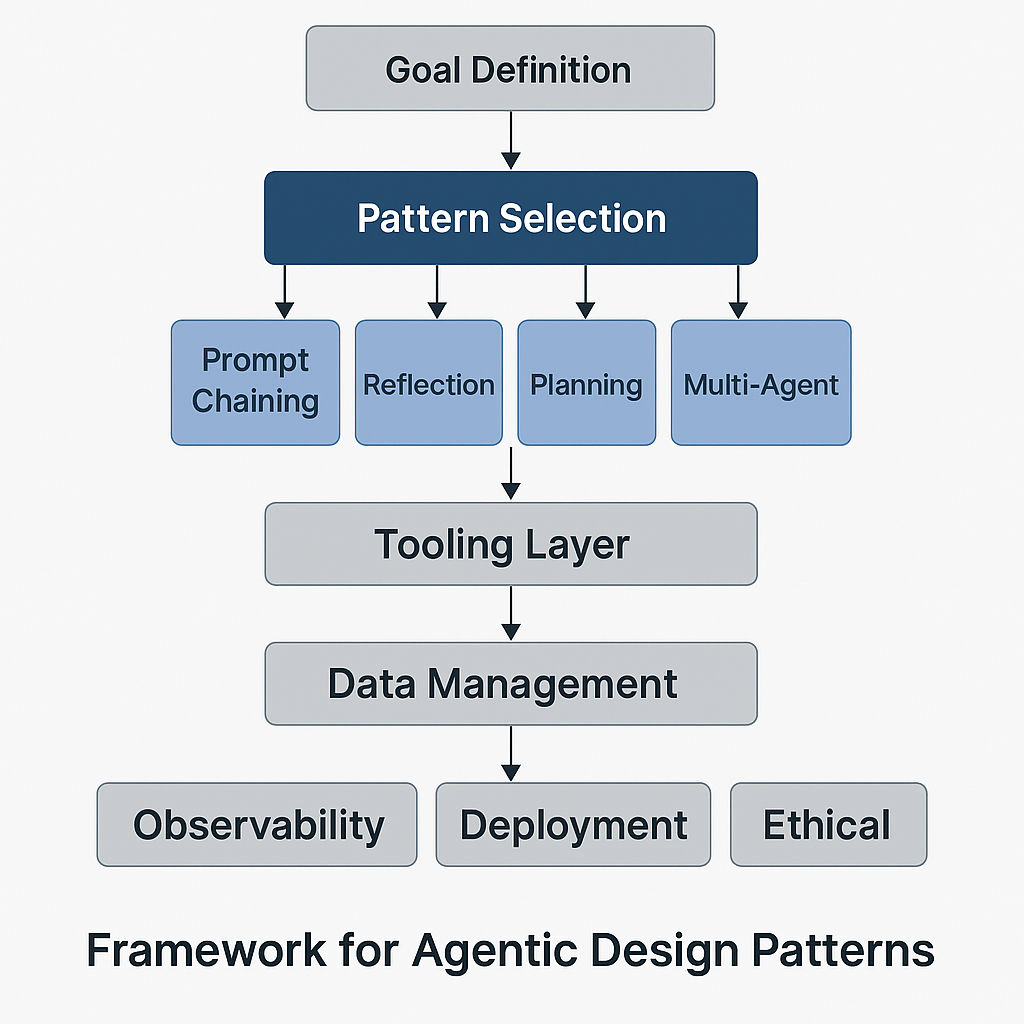 Goal Definition
Pattern Selection
Prompt
Chaining
Reflection
Planning
Multi-Agent
Tooling Layer
Data Management
Observability
Deployment
Ethical
Framework for Agentic Design Patterns